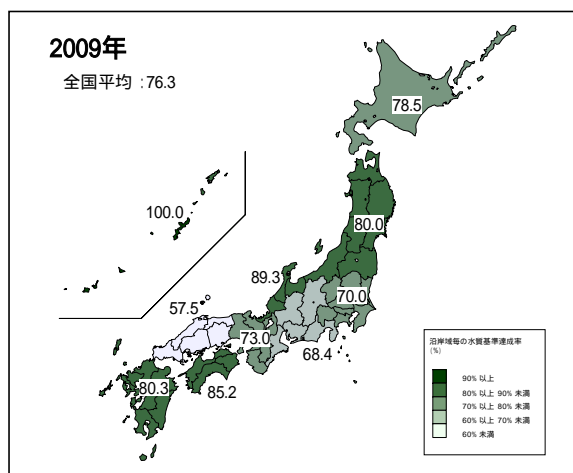 2009年
全国平均 :76.3
78.5
100.0
80.0
89.3
57.5
70.0
73.0
68.4
80.3
85.2
沿岸域毎の水質基準達成率
(%)
90% 以上
80% 以上 90% 未満
70% 以上 80% 未満
60% 以上 70% 未満
60% 未満